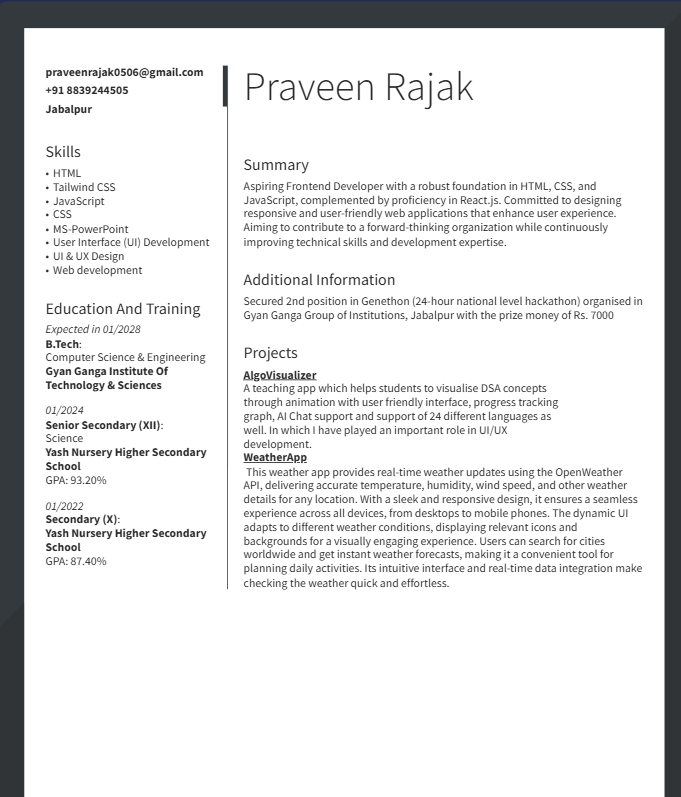 praveenrajak0506@gmail.com
+91 8839244505
Jabalpur
Skills
• HTML
• Tailwind CSS
• JavaScript
• CSS
• MS-PowerPoint
• User Interface (UI) Development
• UI & UX Design
• Web development
Education And Training
Expected in 01/2028
B.Tech:
Computer Science & Engineering
Gyan Ganga Institute Of
Technology & Sciences
01/2024
Senior Secondary (XII):
Science
Yash Nursery Higher Secondary
School
GPA: 93.20%
01/2022
Secondary (X):
Yash Nursery Higher Secondary
School
GPA: 87.40%
Praveen Rajak
Summary
Aspiring Frontend Developer with a robust foundation in HTML, CSS, and
JavaScript, complemented by proficiency in React.js. Committed to designing
responsive and user-friendly web applications that enhance user experience.
Aiming to contribute to a forward-thinking organization while continuously
improving technical skills and development expertise.
Additional Information
Secured 2nd position in Genethon (24-hour national level hackathon) organised in
Gyan Ganga Group of Institutions, Jabalpur with the prize money of Rs. 7000
Projects
AlgoVisualizer
A teaching app which helps students to visualise DSA concepts
through animation with user friendly interface, progress tracking
graph, AI Chat support and support of 24 different languages as
well. In which I have played an important role in UI/UX
development.
WeatherApp
This weather app provides real-time weather updates using the OpenWeather
API, delivering accurate temperature, humidity, wind speed, and other weather
details for any location. With a sleek and responsive design, it ensures a seamless
experience across all devices, from desktops to mobile phones. The dynamic UI
adapts to different weather conditions, displaying relevant icons and
backgrounds for a visually engaging experience. Users can search for cities
worldwide and get instant weather forecasts, making it a convenient tool for
planning daily activities. Its intuitive interface and real-time data integration make
checking the weather quick and effortless.